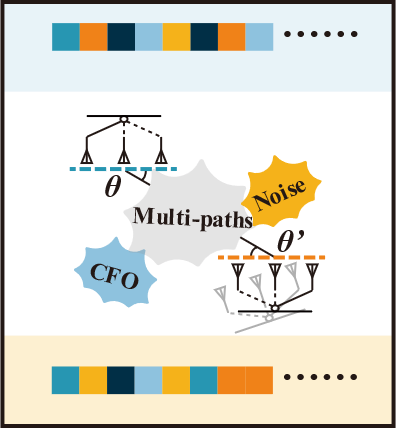 Noise
θ
Multi-paths
θ’
CFO